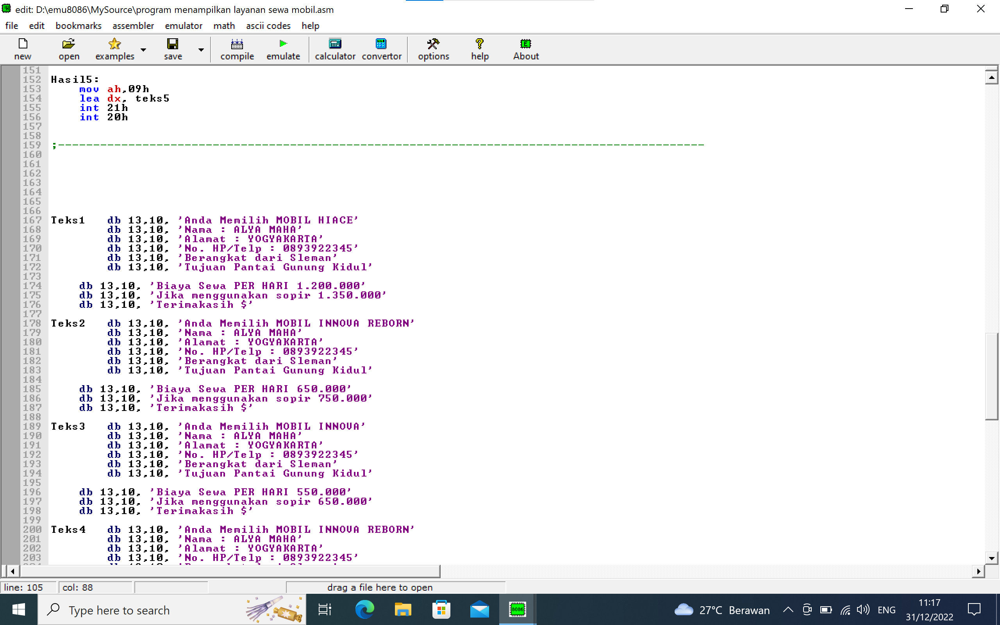 edit: D:\emu8086\MySource\program menampilkan layanan sewa mobil.asm
file edit bookmarks assembler emulator math ascii codes help
new open examples save compile emulate calculator convertor options help About
151
152 Hasil5:
153 mov ah,09h
154 lea dx, teks5
155 int 21h
156 int 20h
157
158
159 ;--------------------------------------------------------------------------------------------
160
161
162
163
164
165
166
167 Teks1 db 13,10, 'Anda Memilih MOBIL HIACE'
168 db 13,10, 'Nama : ALYA MAHA'
169 db 13,10, 'Alamat : YOGYAKARTA'
170 db 13,10, 'No. HP/Telp : 0893922345'
171 db 13,10, 'Berangkat dari Sleman'
172 db 13,10, 'Tujuan Pantai Gunung Kidul'
173
174 db 13,10, 'Biaya Sewa PER HARI 1.200.000'
175 db 13,10, 'Jika menggunakan sopir 1.350.000'
176 db 13,10, 'Terimakasih $'
177
178 Teks2 db 13,10, 'Anda Memilih MOBIL INNOVA REBORN'
179 db 13,10, 'Nama : ALYA MAHA'
180 db 13,10, 'Alamat : YOGYAKARTA'
181 db 13,10, 'No. HP/Telp : 0893922345'
182 db 13,10, 'Berangkat dari Sleman'
183 db 13,10, 'Tujuan Pantai Gunung Kidul'
184
185 db 13,10, 'Biaya Sewa PER HARI 650.000'
186 db 13,10, 'Jika menggunakan sopir 750.000'
187 db 13,10, 'Terimakasih $'
188
189 Teks3 db 13,10, 'Anda Memilih MOBIL INNOVA'
190 db 13,10, 'Nama : ALYA MAHA'
191 db 13,10, 'Alamat : YOGYAKARTA'
192 db 13,10, 'No. HP/Telp : 0893922345'
193 db 13,10, 'Berangkat dari Sleman'
194 db 13,10, 'Tujuan Pantai Gunung Kidul'
195
196 db 13,10, 'Biaya Sewa PER HARI 550.000'
197 db 13,10, 'Jika menggunakan sopir 650.000'
198 db 13,10, 'Terimakasih $'
199
200 Teks4 db 13,10, 'Anda Memilih MOBIL INNOVA REBORN'
201 db 13,10, 'Nama : ALYA MAHA'
202 db 13,10, 'Alamat : YOGYAKARTA'
203 db 13,10, 'No. HP/Telp : 0893922345'
line: 105 col: 88 drag a file here to open
Type here to search
8086
27°C Berawan
ENG
11:17
31/12/2022